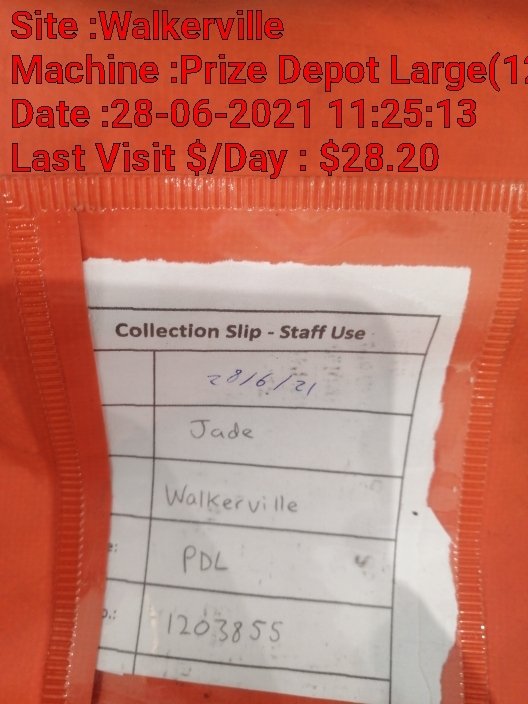 Site :Walkerville
Machine :Prize Depot Large(12
Date :28-06-2021 11:25:13
Last Visit $/Day : $28.20
Collection Slip - Staff Use
28/6/21
Jade
Walkerville
e: PDL
o.: 1203855